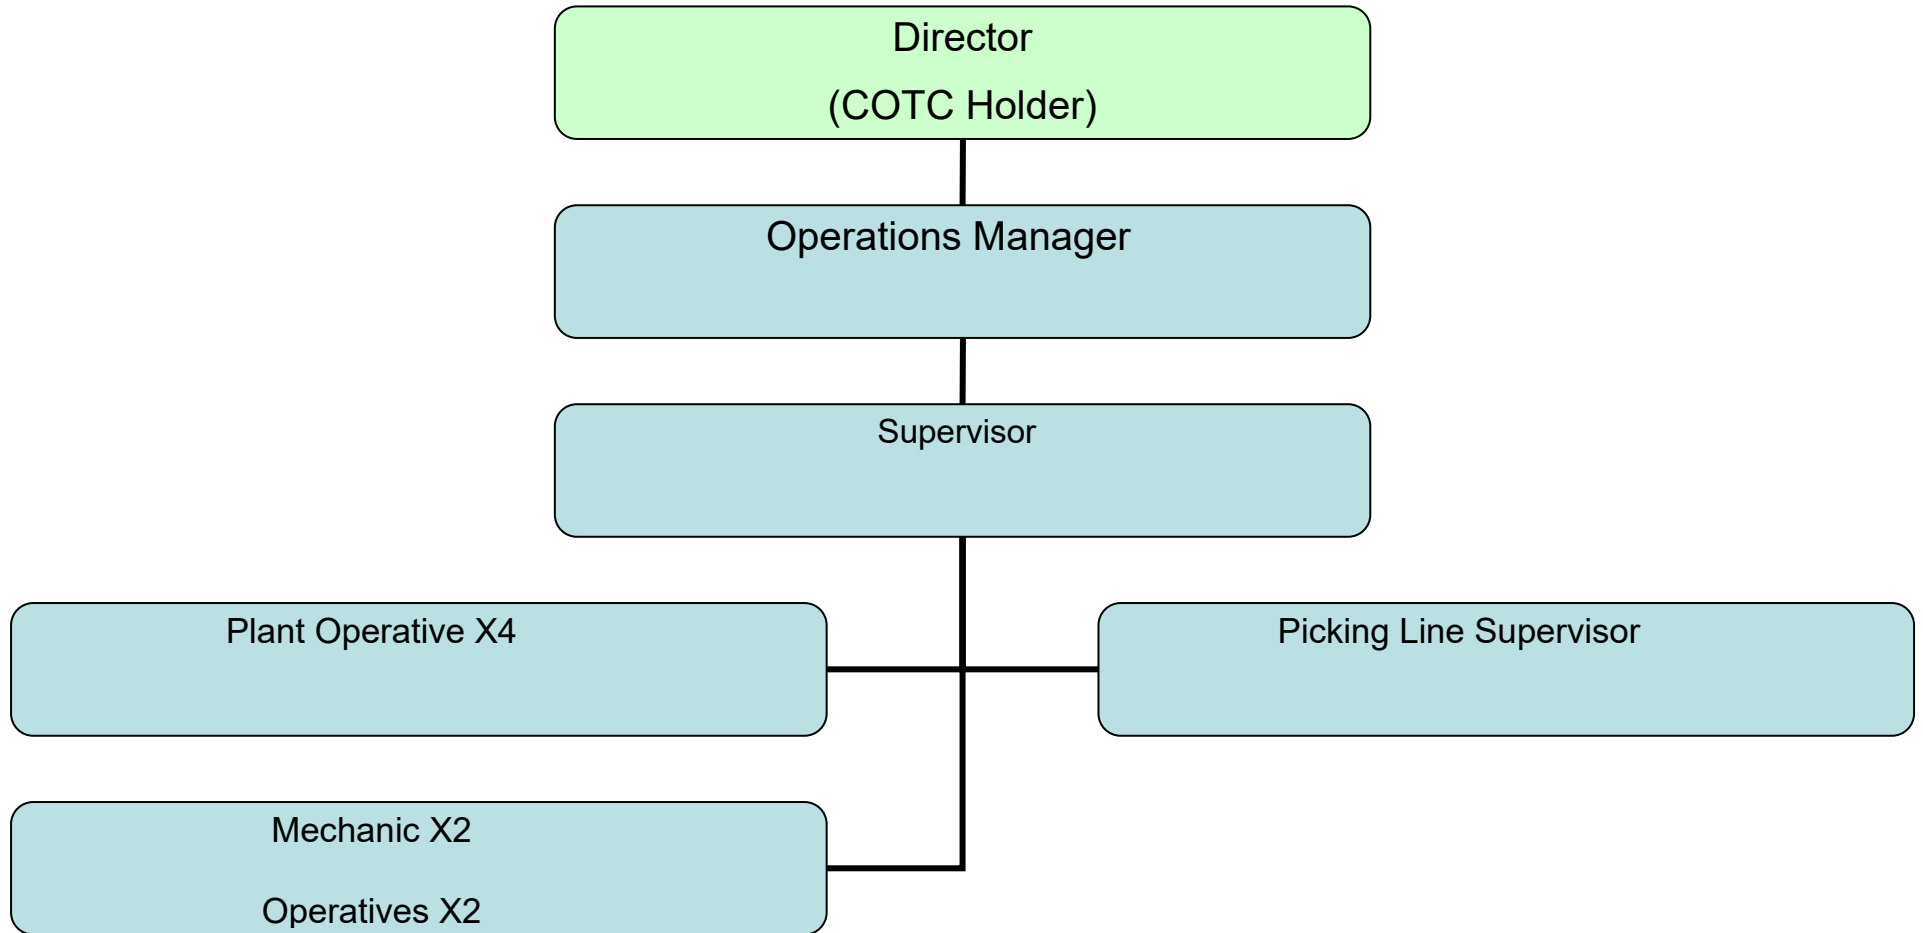 Director
(COTC Holder)
Operations Manager
Supervisor
Plant Operative X4
Picking Line Supervisor
Mechanic X2
Operatives X2